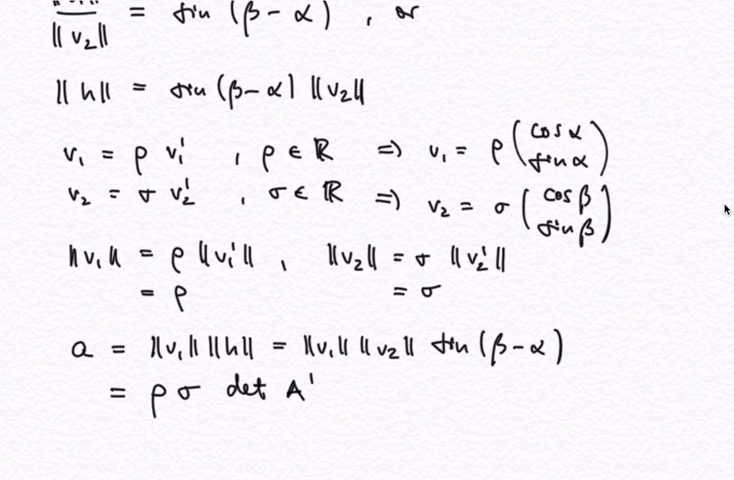 ‖v₂‖ = sin (β − α) , or
‖h‖ = sin (β − α) ‖v₂‖
v₁ = ρ v₁' , ρ ∈ ℝ ⇒ v₁ = ρ (cos α sin α)
v₂ = σ v₂' , σ ∈ ℝ ⇒ v₂ = σ (cos β sin β)
‖v₁‖ = ρ ‖v₁'‖ , ‖v₂‖ = σ ‖v₂'‖
= ρ = σ
a = ‖v₁‖ ‖h‖ = ‖v₁‖ ‖v₂‖ sin (β − α)
= ρ σ det A'